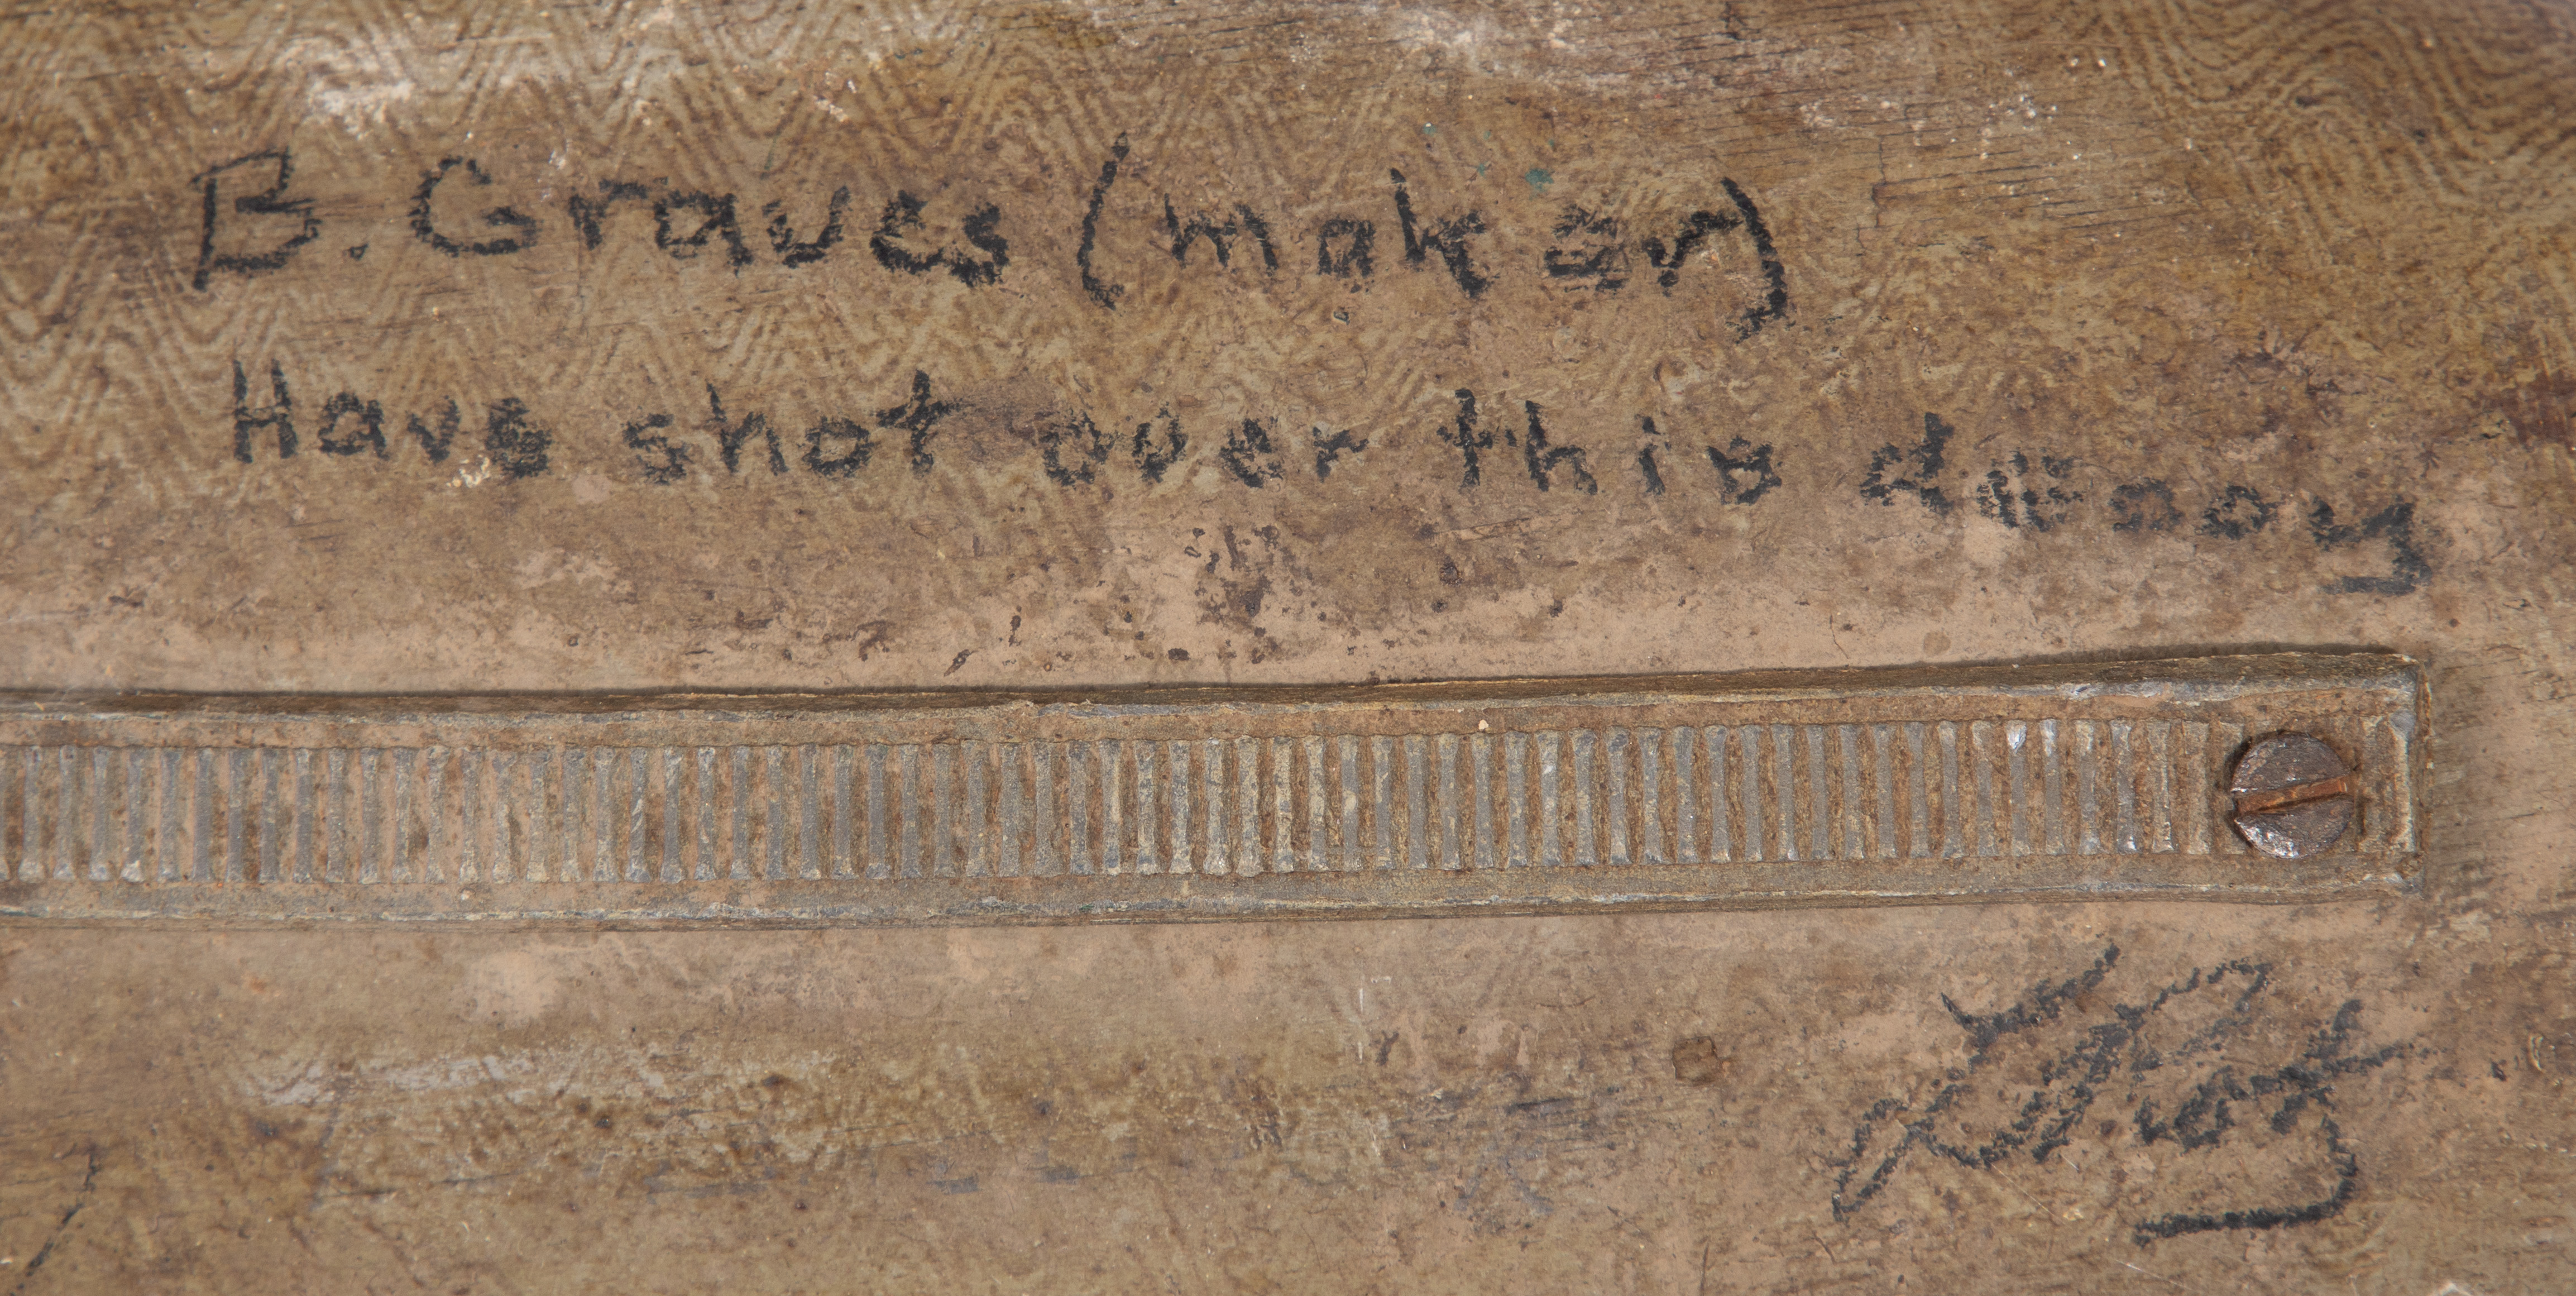 B. Graves (maker)
Have shot over this decoy